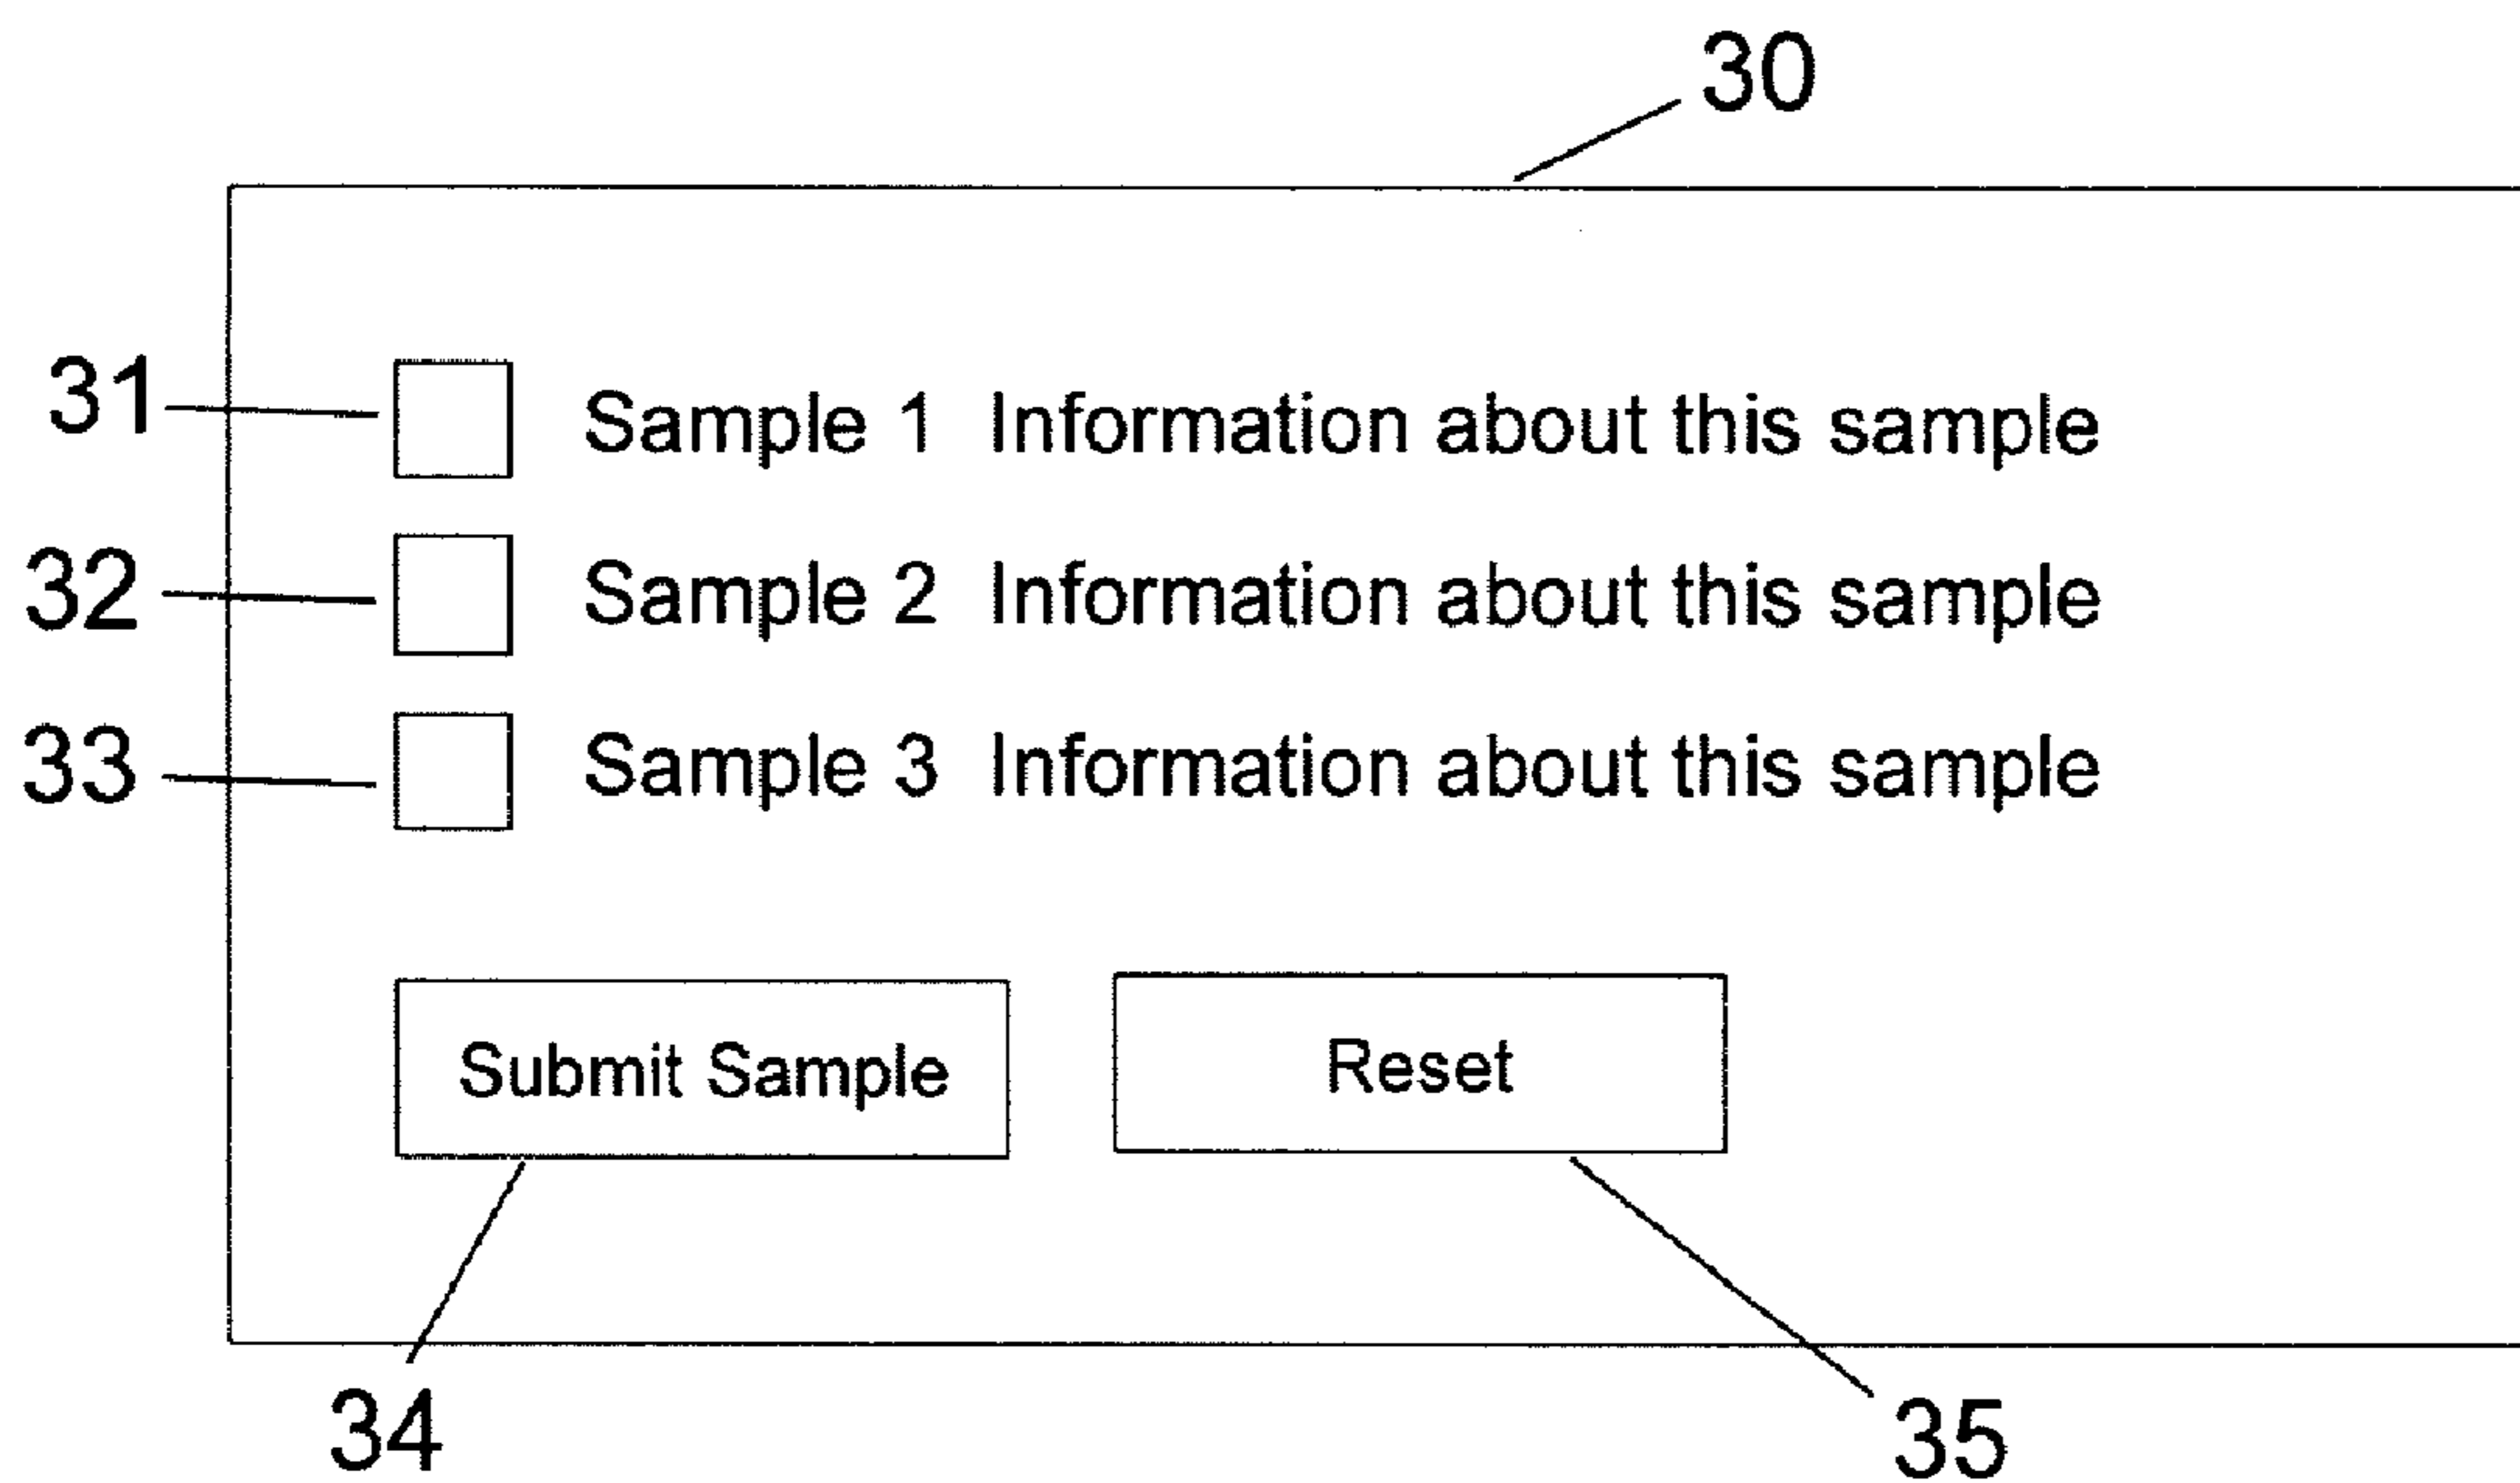 30
31 Sample 1 Information about this sample
32 Sample 2 Information about this sample
33 Sample 3 Information about this sample
Submit Sample Reset
34 35